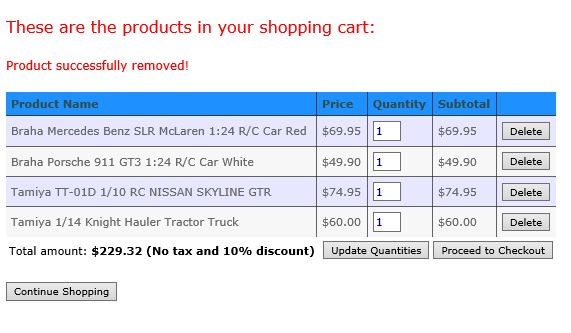 These are the products in your shopping cart:
Product successfully removed!
Product Name Price Quantity Subtotal
Braha Mercedes Benz SLR McLaren 1:24 R/C Car Red $69.95 1 $69.95 Delete
Braha Porsche 911 GT3 1:24 R/C Car White $49.90 1 $49.90 Delete
Tamiya TT-01D 1/10 RC NISSAN SKYLINE GTR $74.95 1 $74.95 Delete
Tamiya 1/14 Knight Hauler Tractor Truck $60.00 1 $60.00 Delete
Total amount: $229.32 (No tax and 10% discount) Update Quantities Proceed to Checkout
Continue Shopping